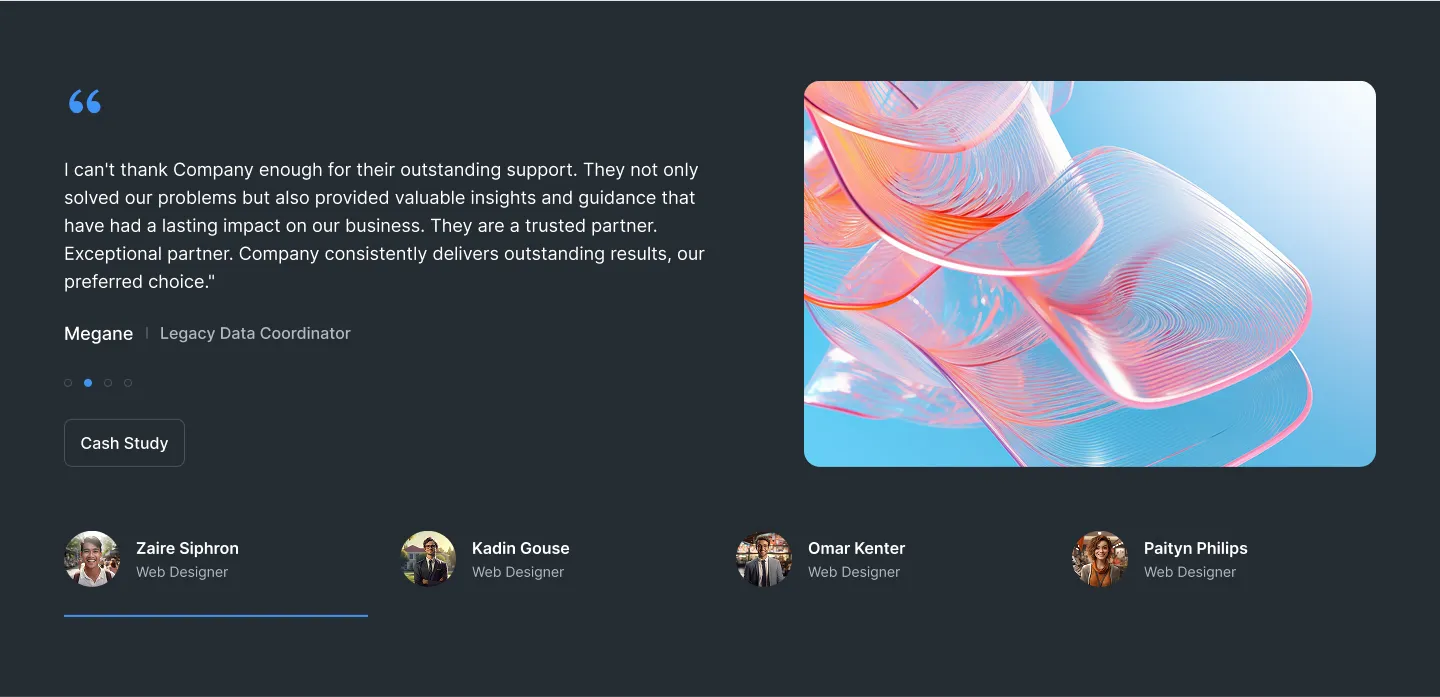 “
I can't thank Company enough for their outstanding support. They not only
solved our problems but also provided valuable insights and guidance that
have had a lasting impact on our business. They are a trusted partner.
Exceptional partner. Company consistently delivers outstanding results, our
preferred choice."
Megane | Legacy Data Coordinator
Cash Study
Zaire Siphron
Web Designer
Kadin Gouse
Web Designer
Omar Kenter
Web Designer
Paityn Philips
Web Designer